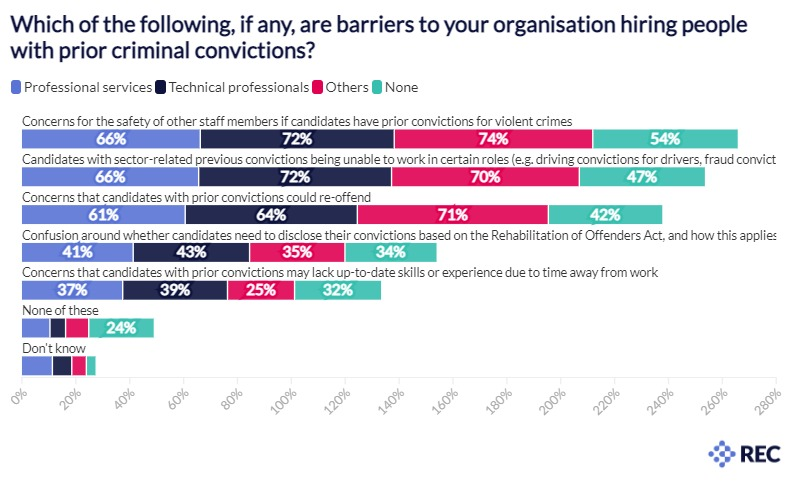 Which of the following, if any, are barriers to your organisation hiring people
with prior criminal convictions?
Professional services Technical professionals Others None
Concerns for the safety of other staff members if candidates have prior convictions for violent crimes
66% 72% 74% 54%
Candidates with sector-related previous convictions being unable to work in certain roles (e.g. driving convictions for drivers, fraud convict
66% 72% 70% 47%
Concerns that candidates with prior convictions could re-offend
61% 64% 71% 42%
Confusion around whether candidates need to disclose their convictions based on the Rehabilitation of Offenders Act, and how this applies
41% 43% 35% 34%
Concerns that candidates with prior convictions may lack up-to-date skills or experience due to time away from work
37% 39% 25% 32%
None of these
24%
Don't know
0% 20% 40% 60% 80% 100% 120% 140% 160% 180% 200% 220% 240% 260% 280%
REC